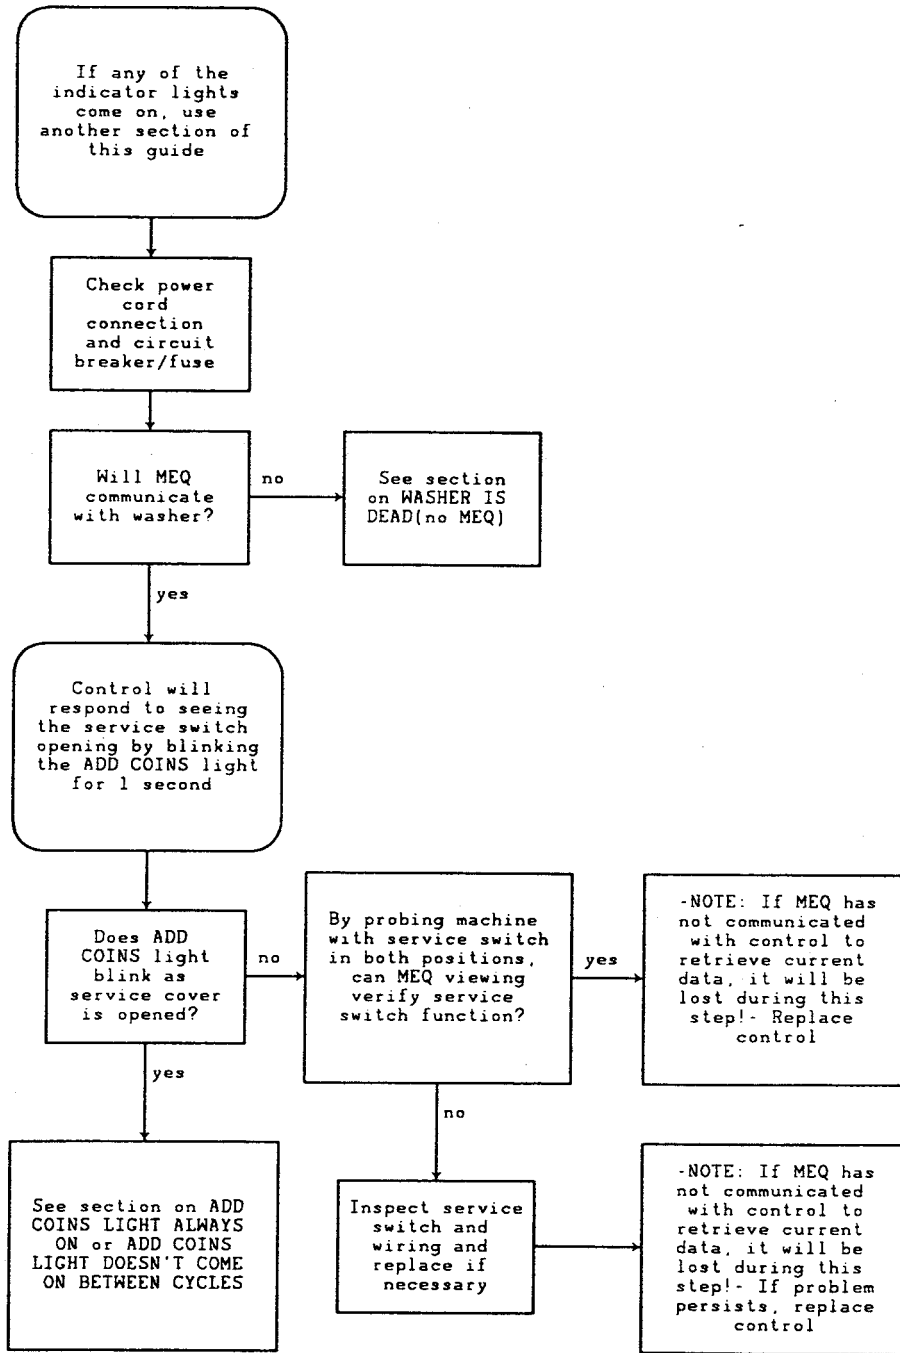 If any of the
indicator lights
come on, use
another section of
this guide
Check power
cord
connection
and circuit
breaker/fuse
Will MEQ
communicate
with washer?
no
See section
on WASHER IS
DEAD(no MEQ)
yes
Control will
respond to seeing
the service switch
opening by blinking
the ADD COINS light
for 1 second
Does ADD
COINS light
blink as
service cover
is opened?
no
By probing machine
with service switch
in both positions,
can MEQ viewing
verify service
switch function?
yes
-NOTE: If MEQ has
not communicated
with control to
retrieve current
data, it will be
lost during this
step!- Replace
control
yes
no
See section on ADD
COINS LIGHT ALWAYS
ON or ADD COINS
LIGHT DOESN'T COME
ON BETWEEN CYCLES
Inspect service
switch and
wiring and
replace if
necessary
-NOTE: If MEQ has
not communicated
with control to
retrieve current
data, it will be
lost during this
step!- If problem
persists, replace
control